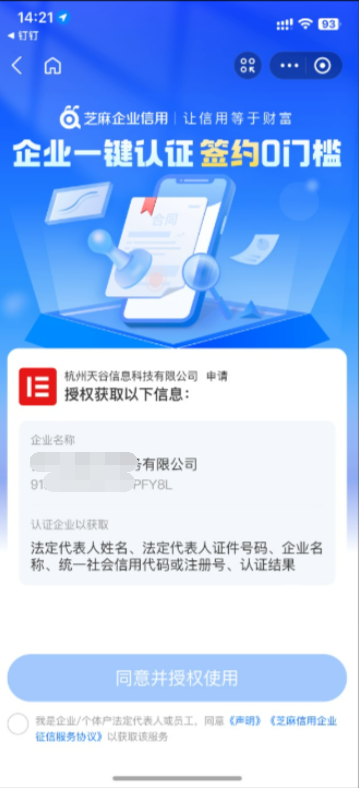 14:21
93
钉钉
芝麻企业信用 | 让信用等于财富
企业一键认证 签约0门槛
合同
杭州天谷信息科技有限公司 申请
授权获取以下信息：
企业名称
有限公司
91 PFY8L
认证企业以获取
法定代表人姓名、法定代表人证件号码、企业名
称、统一社会信用代码或注册号、认证结果
同意并授权使用
我是企业/个体户法定代表人或员工，同意《声明》《芝麻信用企业
征信服务协议》以获取该服务